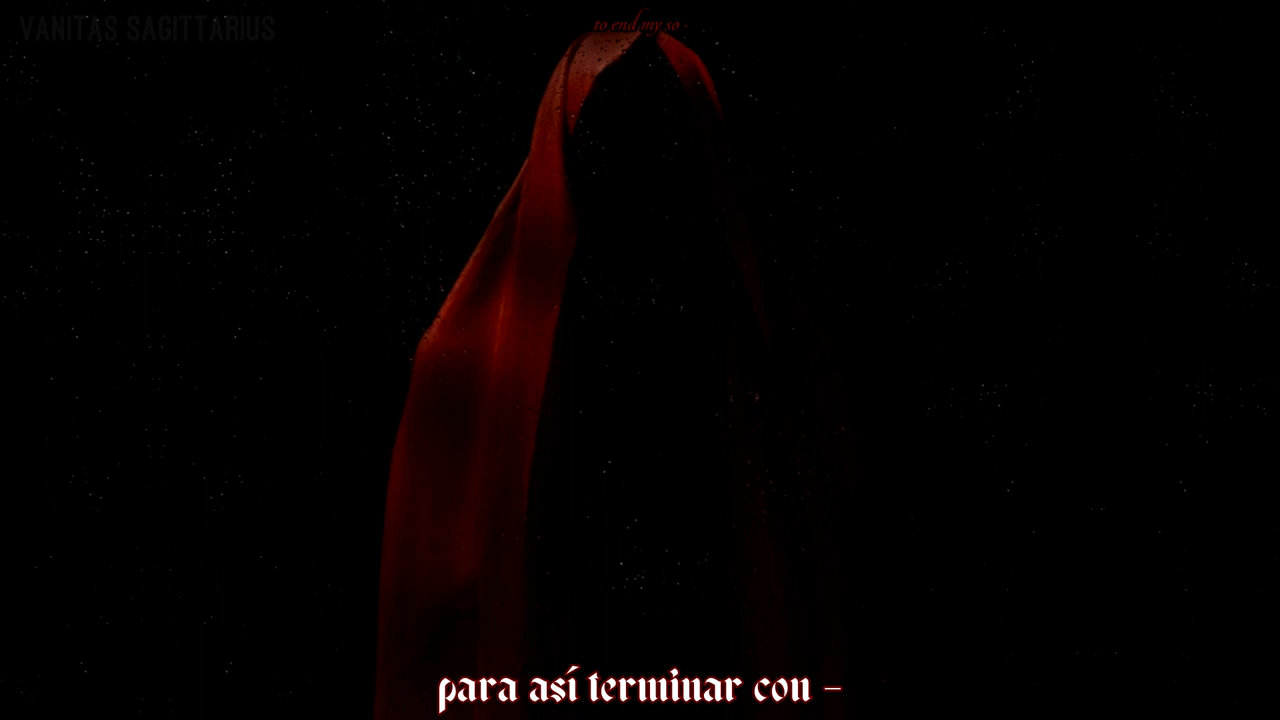 VANITAS SAGITTARIUS
to end my so -
para así terminar con -